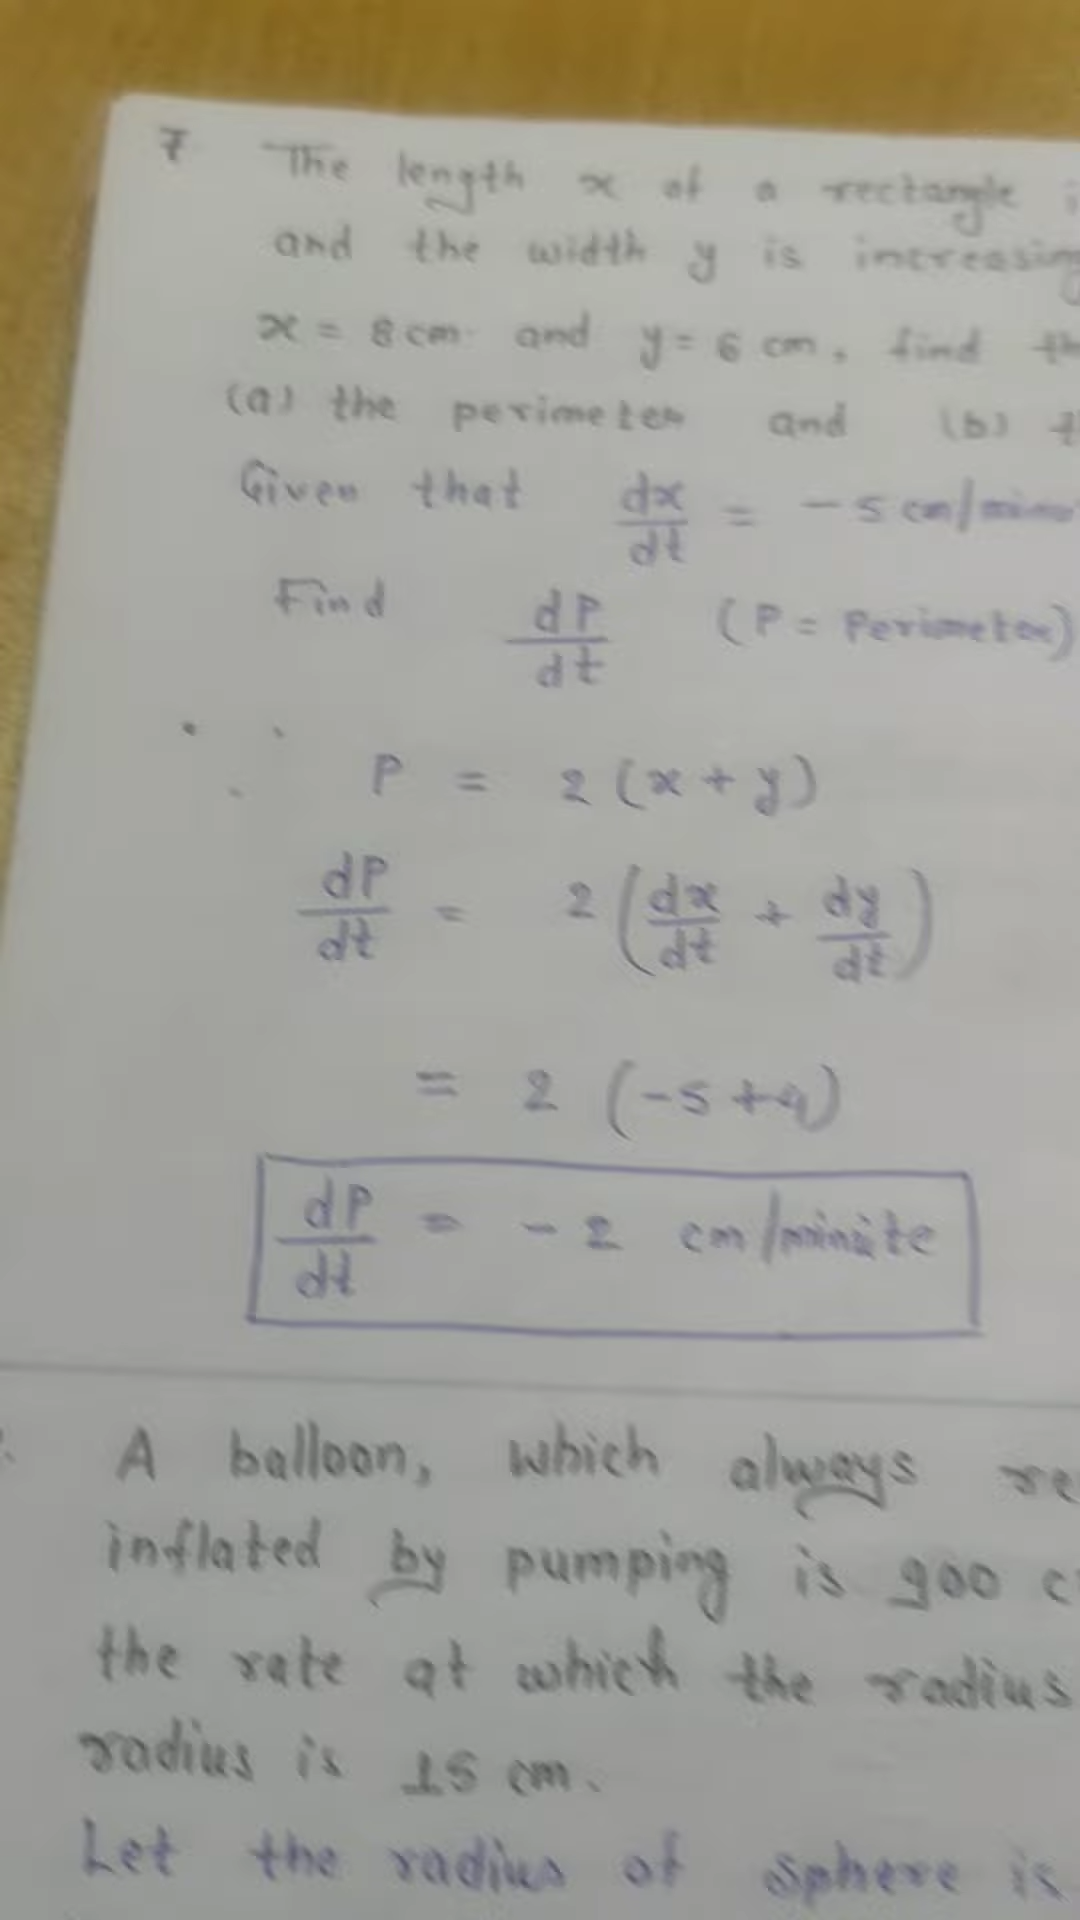 7 The length x of a rectangle
and the width y is increasing
x = 8 cm and y = 6 cm, find
(a) the perimeter and (b)
Given that dx/dt = -5 cm/
Find dP/dt (P = Perimeter)
P = 2 (x + y)
dP/dt = 2 (dx/dt + dy/dt)
= 2 (-5+4)
dP/dt = -2 cm/minite
A balloon, which always re
inflated by pumping is 900 c
the rate at which the radius
radius is 15 cm.
Let the radius of sphere is